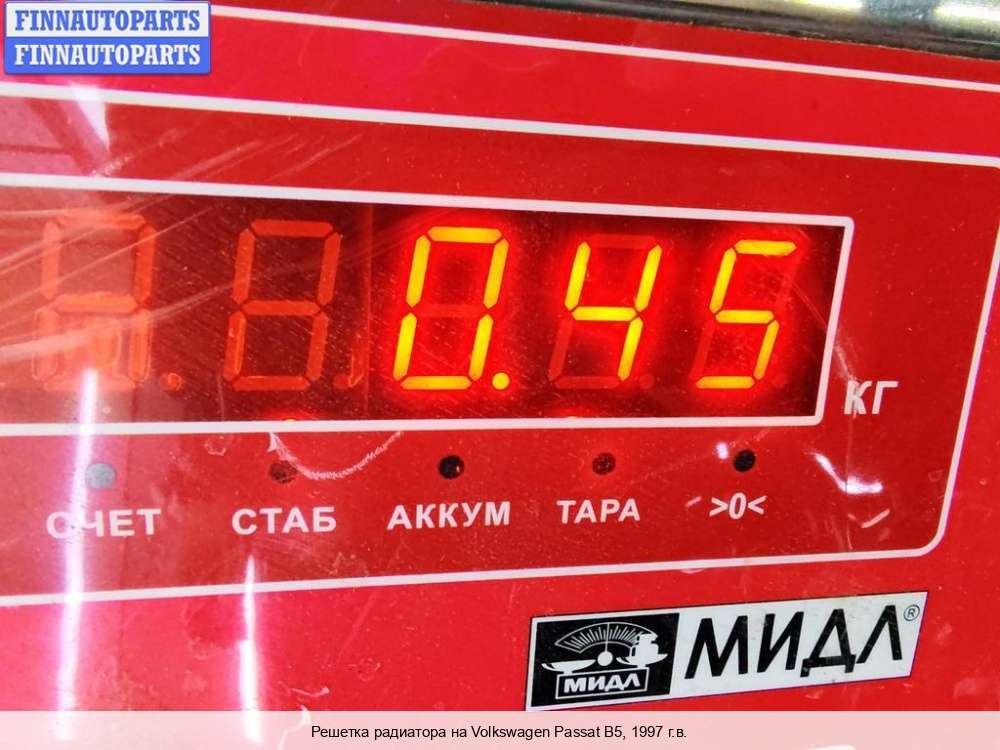 FINNAUTOPARTS
FINNAUTOPARTS
0.45
КГ
СЧЕТ СТАБ АККУМ ТАРА >0<
МИДЛ
МИДЛ®
Решетка радиатора на Volkswagen Passat B5, 1997 г.в.